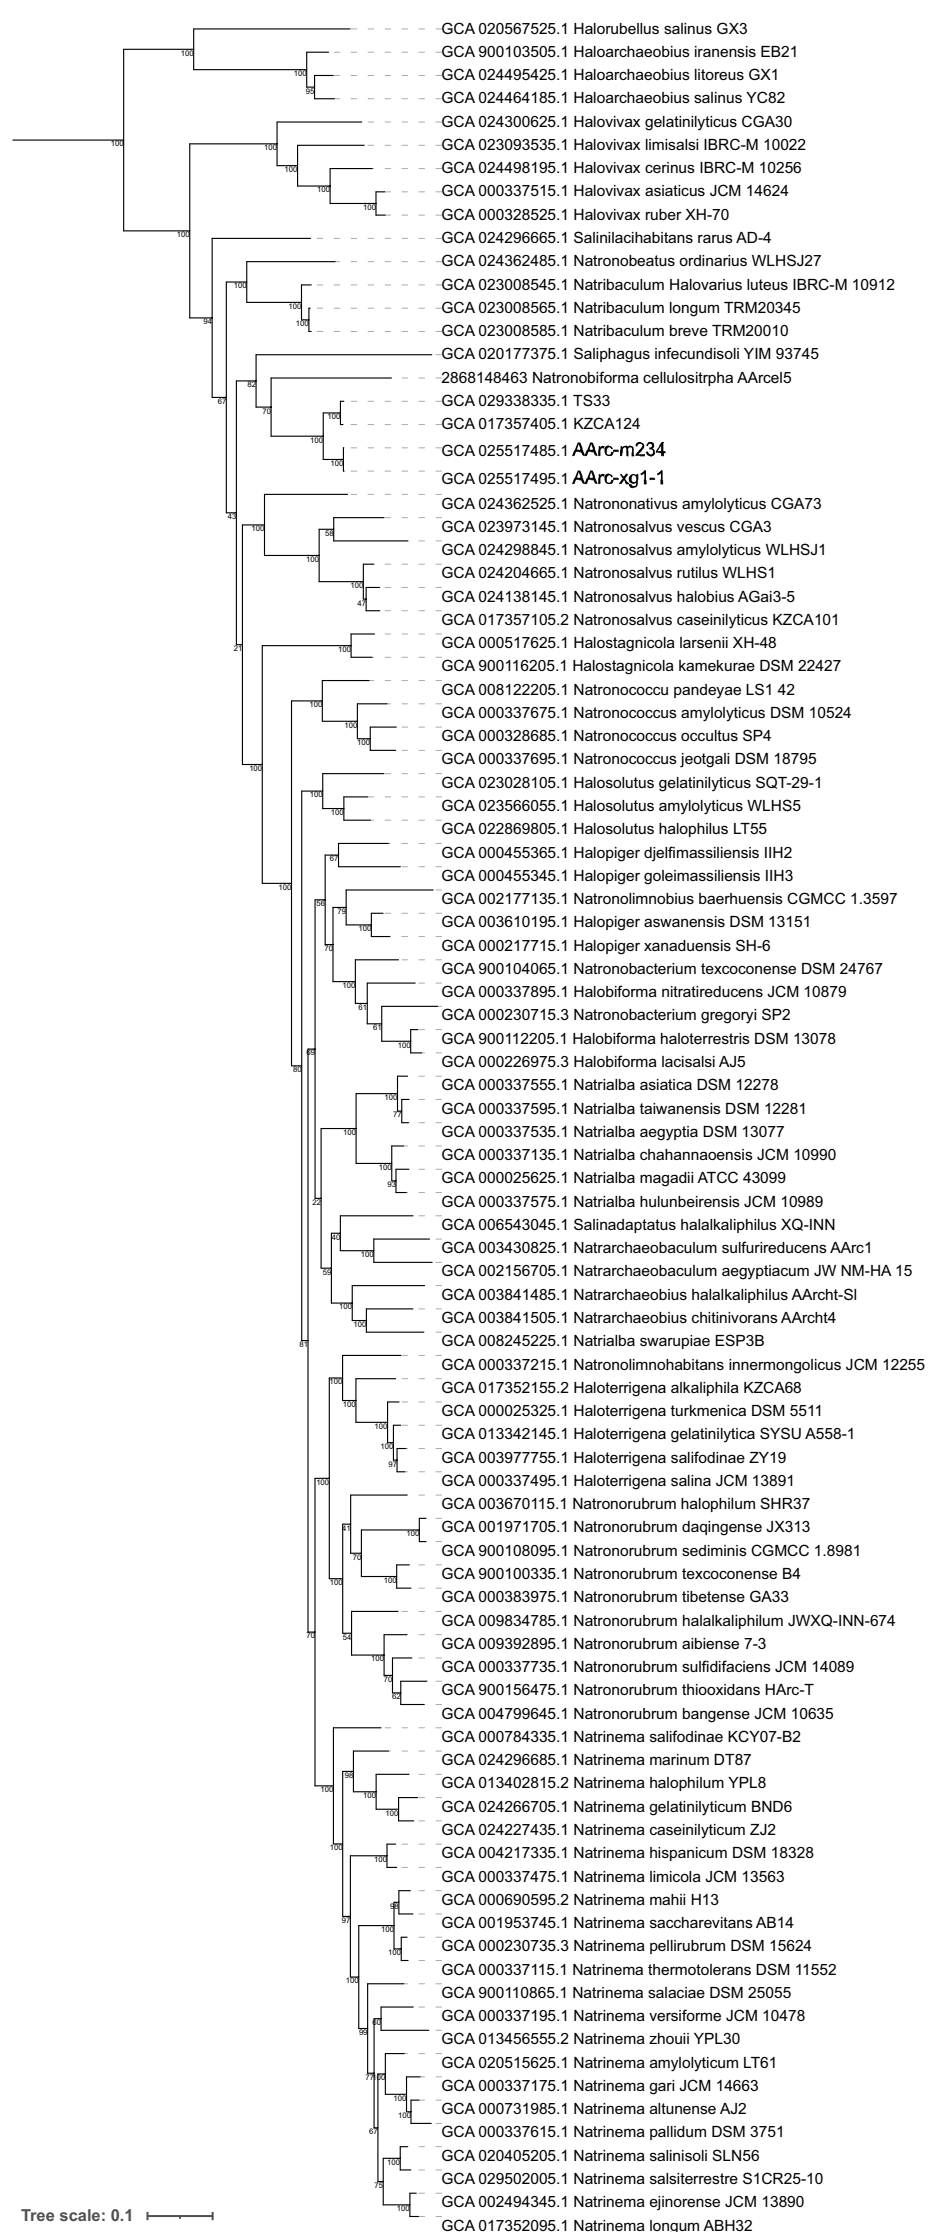 GCA 020567525.1 Halorubellus salinus GX3
GCA 900103505.1 Haloarchaeobius iranensis EB21
GCA 024495425.1 Haloarchaeobius litoreus GX1
GCA 024464185.1 Haloarchaeobius salinus YC82
GCA 024300625.1 Halovivax gelatinilyticus CGA30
GCA 023093535.1 Halovivax limisalsi IBRC-M 10022
GCA 024498195.1 Halovivax cerinus IBRC-M 10256
GCA 000337515.1 Halovivax asiaticus JCM 14624
GCA 000328525.1 Halovivax ruber XH-70
GCA 024296665.1 Salinilacihabitans rarus AD-4
GCA 024362485.1 Natronobeatus ordinarius WLHSJ27
GCA 023008545.1 Natribaculum Halovarius luteus IBRC-M 10912
GCA 023008565.1 Natribaculum longum TRM20345
GCA 023008585.1 Natribaculum breve TRM20010
GCA 020177375.1 Saliphagus infecundisoli YIM 93745
2868148463 Natronobiforma cellulositrpha AArcel5
GCA 029338335.1 TS33
GCA 017357405.1 KZCA124
GCA 025517485.1 AArc-m234
GCA 025517495.1 AArc-xg1-1
GCA 024362525.1 Natrononativus amylolyticus CGA73
GCA 023973145.1 Natronosalvus vescus CGA3
GCA 024298845.1 Natronosalvus amylolyticus WLHSJ1
GCA 024204665.1 Natronosalvus rutilus WLHS1
GCA 024138145.1 Natronosalvus halobius AGai3-5
GCA 017357105.2 Natronosalvus caseinilyticus KZCA101
GCA 000517625.1 Halostagnicola larsenii XH-48
GCA 900116205.1 Halostagnicola kamekurae DSM 22427
GCA 008122205.1 Natronococcu pandeyae LS1 42
GCA 000337675.1 Natronococcus amylolyticus DSM 10524
GCA 000328685.1 Natronococcus occultus SP4
GCA 000337695.1 Natronococcus jeotgali DSM 18795
GCA 023028105.1 Halosolutus gelatinilyticus SQT-29-1
GCA 023566055.1 Halosolutus amylolyticus WLHS5
GCA 022869805.1 Halosolutus halophilus LT55
GCA 000455365.1 Halopiger djelfimassiliensis IIH2
GCA 000455345.1 Halopiger goleimassiliensis IIH3
GCA 002177135.1 Natronolimnobius baerhuensis CGMCC 1.3597
GCA 003610195.1 Halopiger aswanensis DSM 13151
GCA 000217715.1 Halopiger xanaduensis SH-6
GCA 900104065.1 Natronobacterium texcoconense DSM 24767
GCA 000337895.1 Halobiforma nitratireducens JCM 10879
GCA 000230715.3 Natronobacterium gregoryi SP2
GCA 900112205.1 Halobiforma haloterrestris DSM 13078
GCA 000226975.3 Halobiforma lacisalsi AJ5
GCA 000337555.1 Natrialba asiatica DSM 12278
GCA 000337595.1 Natrialba taiwanensis DSM 12281
GCA 000337535.1 Natrialba aegyptia DSM 13077
GCA 000337135.1 Natrialba chahannaoensis JCM 10990
GCA 000025625.1 Natrialba magadii ATCC 43099
GCA 000337575.1 Natrialba hulunbeirensis JCM 10989
GCA 006543045.1 Salinadaptatus halalkaliphilus XQ-INN
GCA 003430825.1 Natrarchaeobaculum sulfurireducens AArc1
GCA 002156705.1 Natrarchaeobaculum aegyptiacum JW NM-HA 15
GCA 003841485.1 Natrarchaeobius halalkaliphilus AArcht-Sl
GCA 003841505.1 Natrarchaeobius chitinivorans AArcht4
GCA 008245225.1 Natrialba swarupiae ESP3B
GCA 000337215.1 Natronolimnohabitans innermongolicus JCM 12255
GCA 017352155.2 Haloterrigena alkaliphila KZCA68
GCA 000025325.1 Haloterrigena turkmenica DSM 5511
GCA 013342145.1 Haloterrigena gelatinilytica SYSU A558-1
GCA 003977755.1 Haloterrigena salifodinae ZY19
GCA 000337495.1 Haloterrigena salina JCM 13891
GCA 003670115.1 Natronorubrum halophilum SHR37
GCA 001971705.1 Natronorubrum daqingense JX313
GCA 900108095.1 Natronorubrum sediminis CGMCC 1.8981
GCA 900100335.1 Natronorubrum texcoconense B4
GCA 000383975.1 Natronorubrum tibetense GA33
GCA 009834785.1 Natronorubrum halalkaliphilum JWXQ-INN-674
GCA 009392895.1 Natronorubrum aibiense 7-3
GCA 000337735.1 Natronorubrum sulfidifaciens JCM 14089
GCA 900156475.1 Natronorubrum thiooxidans HArc-T
GCA 004799645.1 Natronorubrum bangense JCM 10635
GCA 000784335.1 Natrinema salifodinae KCY07-B2
GCA 024296685.1 Natrinema marinum DT87
GCA 013402815.2 Natrinema halophilum YPL8
GCA 024266705.1 Natrinema gelatinilyticum BND6
GCA 024227435.1 Natrinema caseinilyticum ZJ2
GCA 004217335.1 Natrinema hispanicum DSM 18328
GCA 000337475.1 Natrinema limicola JCM 13563
GCA 000690595.2 Natrinema mahii H13
GCA 001953745.1 Natrinema saccharevitans AB14
GCA 000230735.3 Natrinema pellirubrum DSM 15624
GCA 000337115.1 Natrinema thermotolerans DSM 11552
GCA 900110865.1 Natrinema salaciae DSM 25055
GCA 000337195.1 Natrinema versiforme JCM 10478
GCA 013456555.2 Natrinema zhouii YPL30
GCA 020515625.1 Natrinema amylolyticum LT61
GCA 000337175.1 Natrinema gari JCM 14663
GCA 000731985.1 Natrinema altunense AJ2
GCA 000337615.1 Natrinema pallidum DSM 3751
GCA 020405205.1 Natrinema salinisoli SLN56
GCA 029502005.1 Natrinema salsiterrestre S1CR25-10
GCA 002494345.1 Natrinema ejinorense JCM 13890
GCA 017352095.1 Natrinema longum ABH32
Tree scale: 0.1